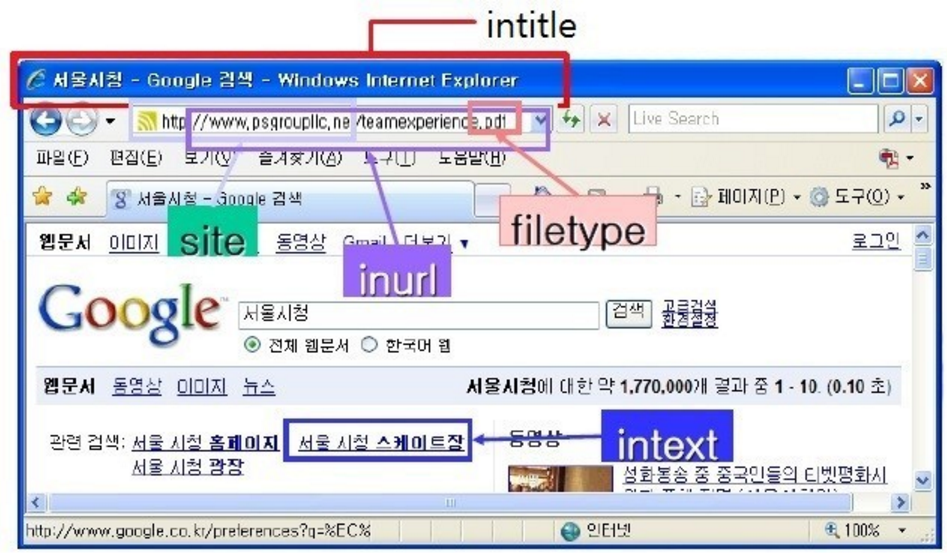 intitle
서울시청 - Google 검색 - Windows Internet Explorer
http://www.psgroupllc.ne/teamexperience.pdf
Live Search
파일(F) 편집(E) 보기(V) 즐겨찾기(A) 도구(T) 도움말(H)
서울시청 - Google 검색
페이지(P) 도구(O)
site
filetype
웹문서 이미지 동영상 Gmail 더보기 ▼ 로그인
inurl
Google™ 서울시청 검색 고급검색
환경설정
전체 웹문서 한국어 웹
웹문서 동영상 이미지 뉴스 서울시청에 대한 약 1,770,000개 결과 중 1 - 10. (0.10 초)
관련 검색: 서울 시청 홈페이지 서울 시청 스케이트장 동영상
intext
서울 시청 광장 성화봉송 중 중국인들의 티벳평화시
http://www.google.co.kr/preferences?q=%EC% 인터넷 100%